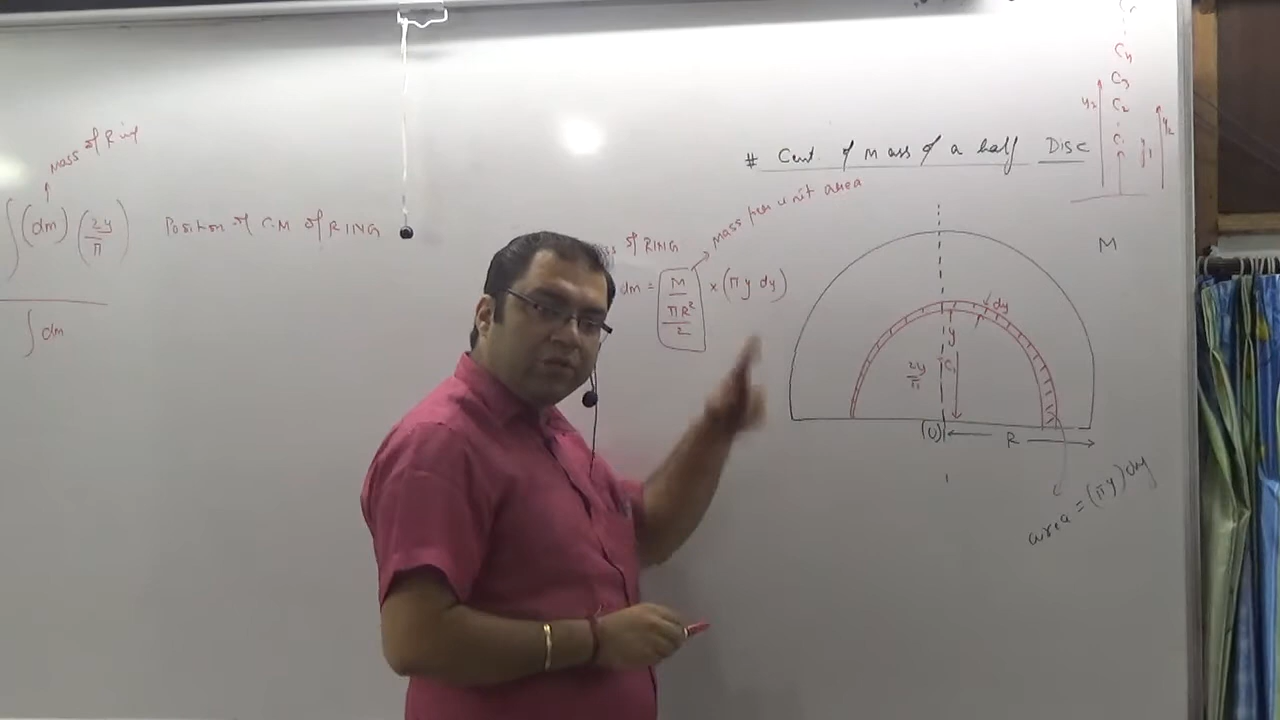 Mass of Ring
∫(dm)(2y/π)
∫dm
Position of C.M of RING
# Cent. of Mass of a half Disc
Mass per unit area
of RING
dm = M/(πR²/2) × (πy dy)
M
dy
y
2y/π
C₁
(0)
R
area = (πy)dy
C₄
C₃
C₂
C₁
y₃
y₁
y₂